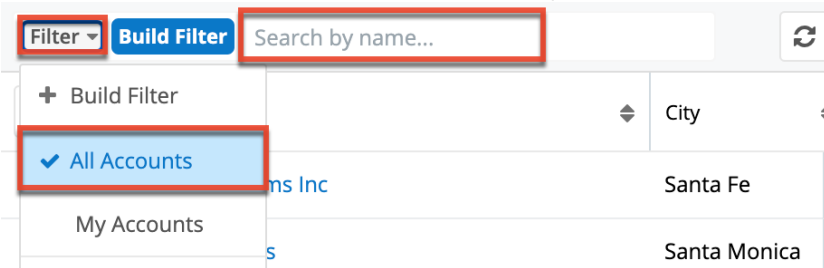 Filter Build Filter Search by name...
Build Filter
City
All Accounts
ms Inc Santa Fe
My Accounts
s Santa Monica